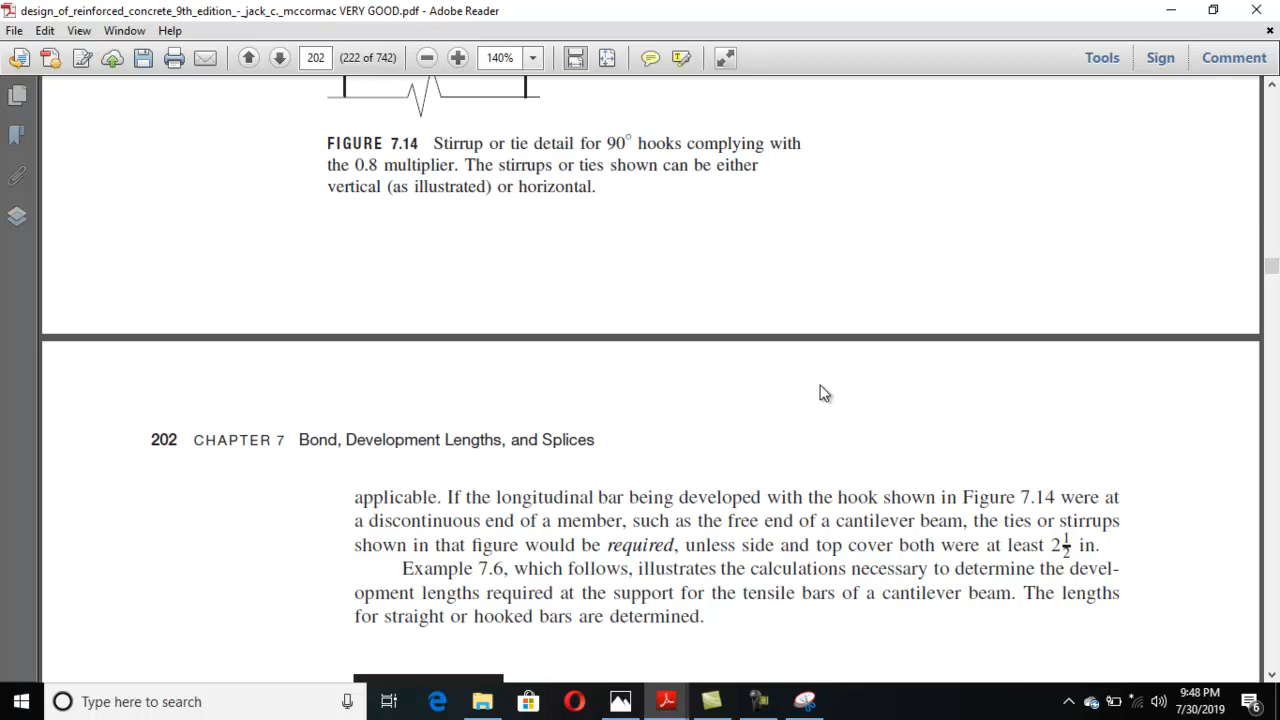 design_of_reinforced_concrete_9th_edition_-_jack_c._mccormac VERY GOOD.pdf - Adobe Reader
File Edit View Window Help
202 (222 of 742) 140% Tools Sign Comment
FIGURE 7.14 Stirrup or tie detail for 90° hooks complying with
the 0.8 multiplier. The stirrups or ties shown can be either
vertical (as illustrated) or horizontal.
202 CHAPTER 7 Bond, Development Lengths, and Splices
applicable. If the longitudinal bar being developed with the hook shown in Figure 7.14 were at
a discontinuous end of a member, such as the free end of a cantilever beam, the ties or stirrups
shown in that figure would be required, unless side and top cover both were at least 2 1/2 in.
Example 7.6, which follows, illustrates the calculations necessary to determine the devel-
opment lengths required at the support for the tensile bars of a cantilever beam. The lengths
for straight or hooked bars are determined.
Type here to search
9:48 PM
7/30/2019
6